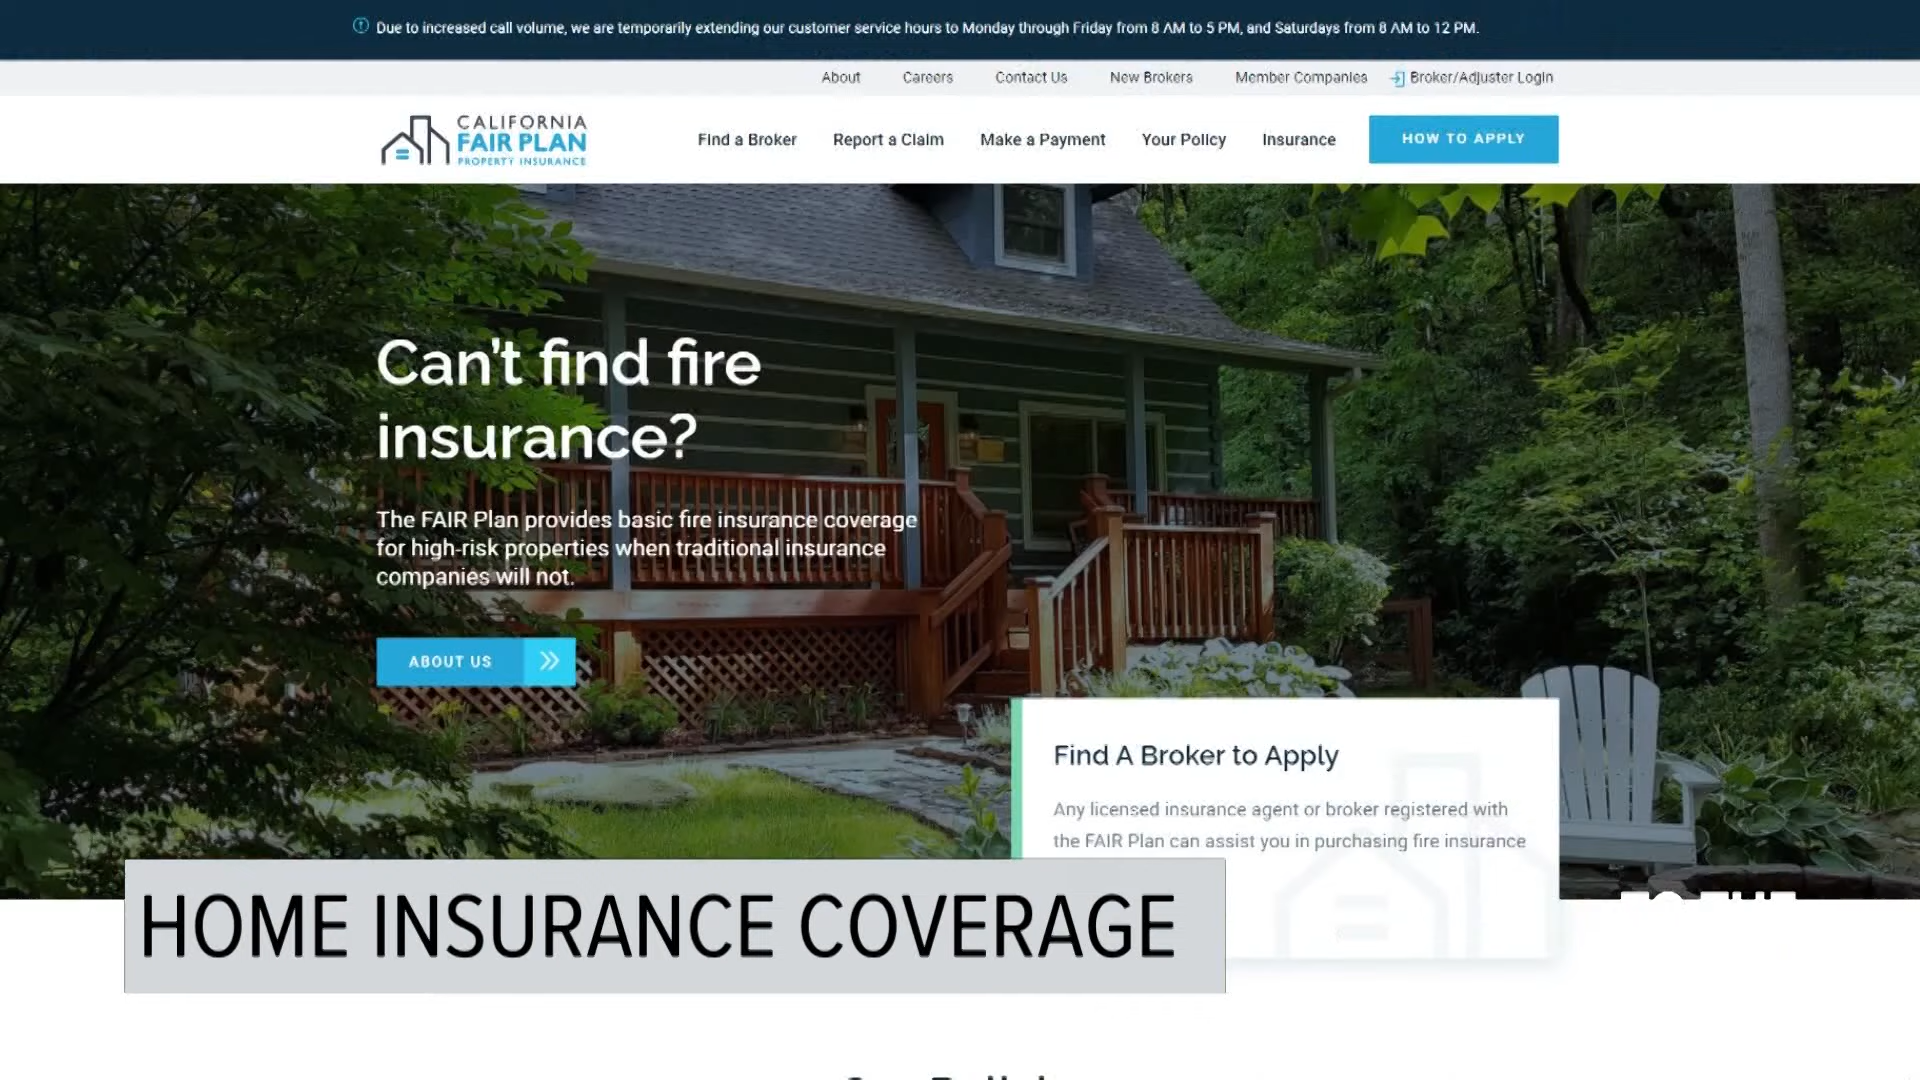 Due to increased call volume, we are temporarily extending our customer service hours to Monday through Friday from 8 AM to 5 PM, and Saturdays from 8 AM to 12 PM.
About Careers Contact Us New Brokers Member Companies Broker/Adjuster Login
CALIFORNIA
FAIR PLAN
PROPERTY INSURANCE
Find a Broker Report a Claim Make a Payment Your Policy Insurance HOW TO APPLY
Can't find fire
insurance?
The FAIR Plan provides basic fire insurance coverage
for high-risk properties when traditional insurance
companies will not.
ABOUT US
Find A Broker to Apply
Any licensed insurance agent or broker registered with
the FAIR Plan can assist you in purchasing fire insurance
HOME INSURANCE COVERAGE